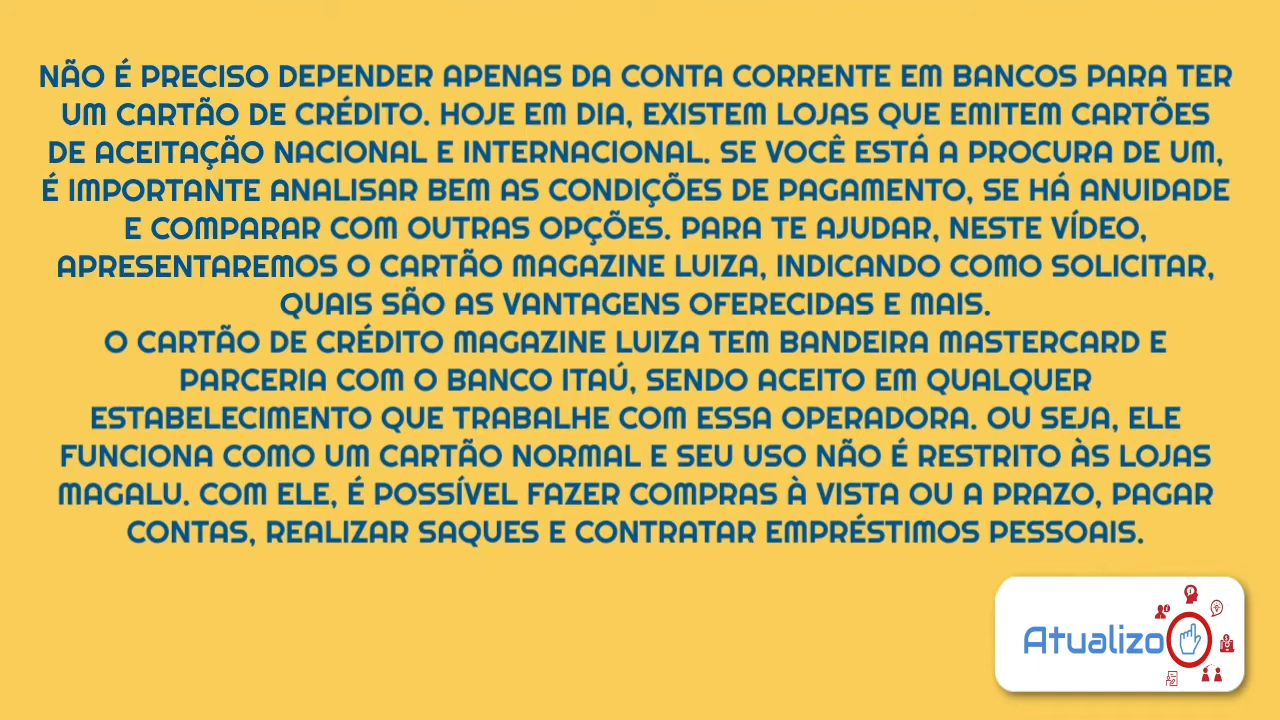 NÃO É PRECISO DEPENDER APENAS DA CONTA CORRENTE EM BANCOS PARA TER
UM CARTÃO DE CRÉDITO. HOJE EM DIA, EXISTEM LOJAS QUE EMITEM CARTÕES
DE ACEITAÇÃO NACIONAL E INTERNACIONAL. SE VOCÊ ESTÁ A PROCURA DE UM,
É IMPORTANTE ANALISAR BEM AS CONDIÇÕES DE PAGAMENTO, SE HÁ ANUIDADE
E COMPARAR COM OUTRAS OPÇÕES. PARA TE AJUDAR, NESTE VÍDEO,
APRESENTAREMOS O CARTÃO MAGAZINE LUIZA, INDICANDO COMO SOLICITAR,
QUAIS SÃO AS VANTAGENS OFERECIDAS E MAIS.
O CARTÃO DE CRÉDITO MAGAZINE LUIZA TEM BANDEIRA MASTERCARD E
PARCERIA COM O BANCO ITAÚ, SENDO ACEITO EM QUALQUER
ESTABELECIMENTO QUE TRABALHE COM ESSA OPERADORA. OU SEJA, ELE
FUNCIONA COMO UM CARTÃO NORMAL E SEU USO NÃO É RESTRITO ÀS LOJAS
MAGALU. COM ELE, É POSSÍVEL FAZER COMPRAS À VISTA OU A PRAZO, PAGAR
CONTAS, REALIZAR SAQUES E CONTRATAR EMPRÉSTIMOS PESSOAIS.
Atualizo